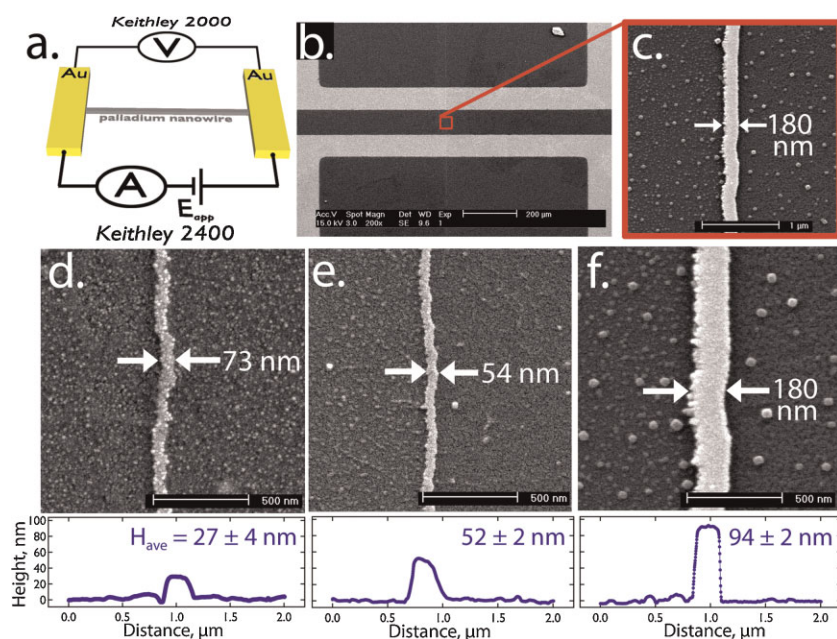 a.
Keithley 2000
V
Au
Au
palladium nanowire
A
E app
Keithley 2400
b.
Acc.V Spot Magn Det WD Exp
15.0 kV 3.0 200x SE 9.6 1
200 µm
c.
180
nm
1 µm
d.
73 nm
500 nm
e.
54 nm
500 nm
f.
180
nm
500 nm
Height, nm
100
80
60
40
20
0
H ave = 27 ± 4 nm
0.0 0.5 1.0 1.5 2.0
Distance, µm
52 ± 2 nm
0.0 0.5 1.0 1.5 2.0
Distance, µm
94 ± 2 nm
0.0 0.5 1.0 1.5 2.0
Distance, µm